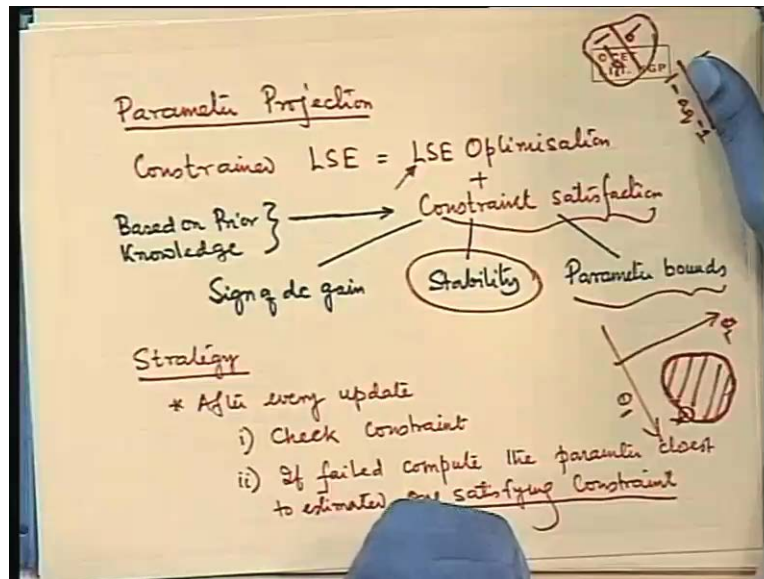 Parameter Projection
Constrained LSE = LSE Optimisation
+
Constraint satisfaction
Based on Prior
Knowledge
Sign of dc gain
Stability
Parameter bounds
Strategy
* After every update
i) Check constraint
ii) If failed compute the parameter closest
to estimated one satisfying constraint